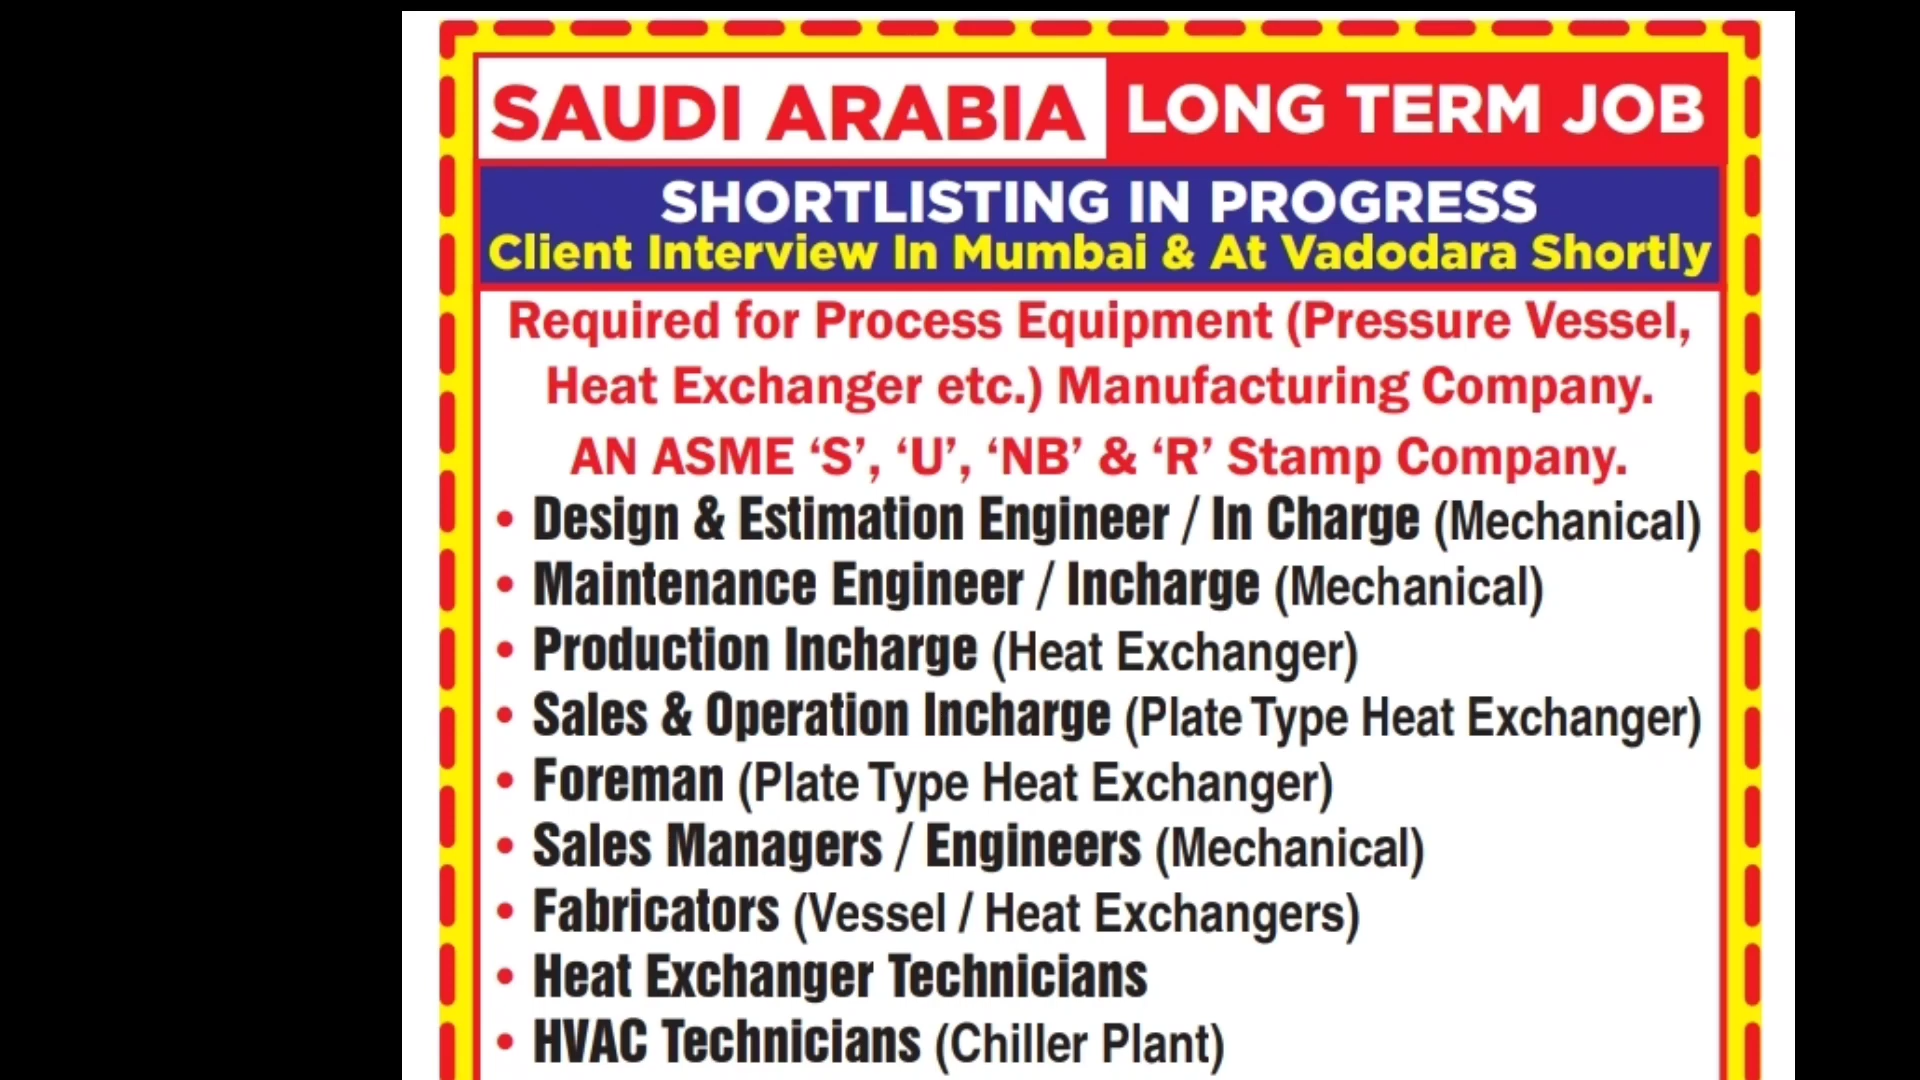 SAUDI ARABIA LONG TERM JOB
SHORTLISTING IN PROGRESS
Client Interview In Mumbai & At Vadodara Shortly
Required for Process Equipment (Pressure Vessel,
Heat Exchanger etc.) Manufacturing Company.
AN ASME ‘S’, ‘U’, ‘NB’ & ‘R’ Stamp Company.
• Design & Estimation Engineer / In Charge (Mechanical)
• Maintenance Engineer / Incharge (Mechanical)
• Production Incharge (Heat Exchanger)
• Sales & Operation Incharge (Plate Type Heat Exchanger)
• Foreman (Plate Type Heat Exchanger)
• Sales Managers / Engineers (Mechanical)
• Fabricators (Vessel / Heat Exchangers)
• Heat Exchanger Technicians
• HVAC Technicians (Chiller Plant)